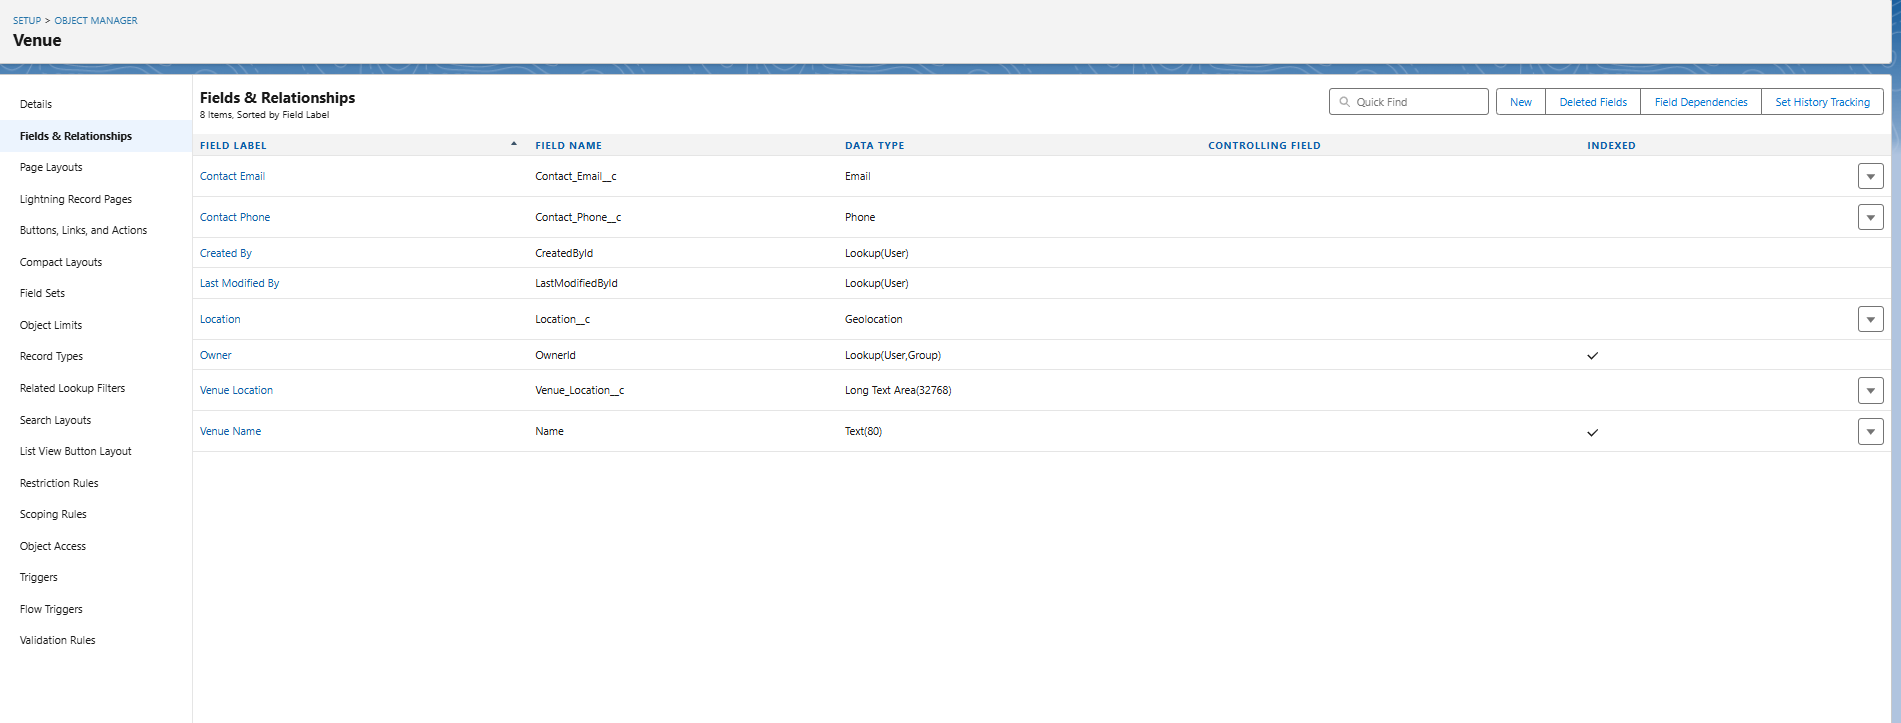 SETUP > OBJECT MANAGER
Venue
Details
Fields & Relationships
Page Layouts
Lightning Record Pages
Buttons, Links, and Actions
Compact Layouts
Field Sets
Object Limits
Record Types
Related Lookup Filters
Search Layouts
List View Button Layout
Restriction Rules
Scoping Rules
Object Access
Triggers
Flow Triggers
Validation Rules
Fields & Relationships
8 Items, Sorted by Field Label
Quick Find
New Deleted Fields Field Dependencies Set History Tracking
FIELD LABEL FIELD NAME DATA TYPE CONTROLLING FIELD INDEXED
Contact Email Contact_Email__c Email
Contact Phone Contact_Phone__c Phone
Created By CreatedById Lookup(User)
Last Modified By LastModifiedById Lookup(User)
Location Location__c Geolocation
Owner OwnerId Lookup(User,Group)
Venue Location Venue_Location__c Long Text Area(32768)
Venue Name Name Text(80)